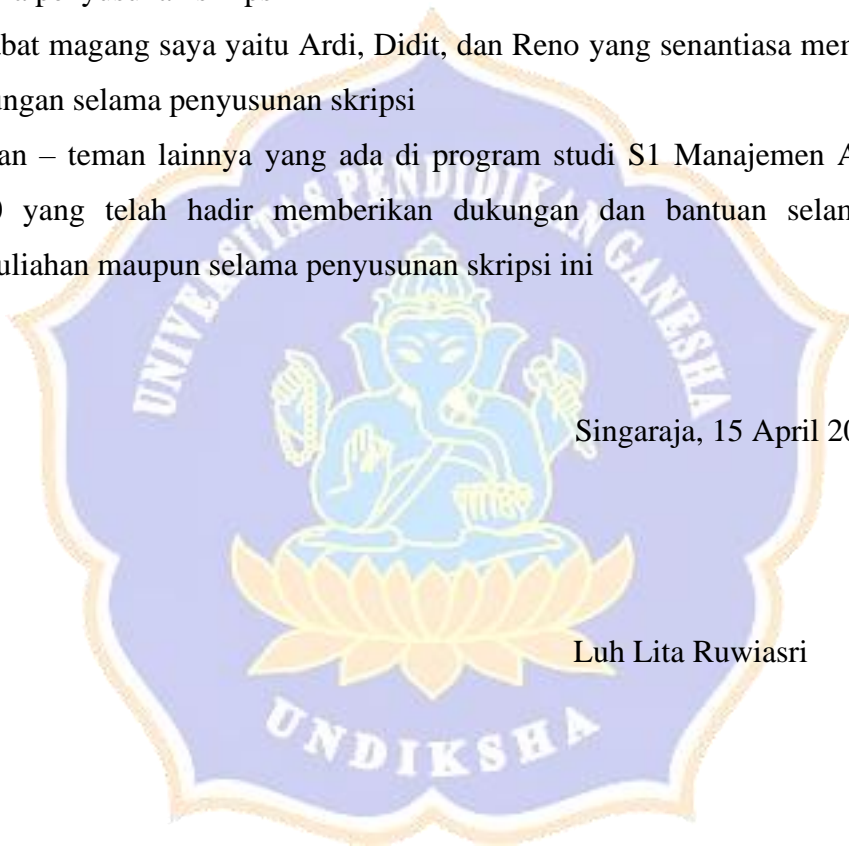 penyusunan
bat magang saya yaitu Ardi, Didit, dan Reno yang senantiasa mem
ungan selama penyusunan skripsi
an – teman lainnya yang ada di program studi S1 Manajemen A
yang telah hadir memberikan dukungan dan bantuan selam
uliahan maupun selama penyusunan skripsi ini
UNIVERSITAS PENDIDIKAN GANESHA
Singaraja, 15 April 20
Luh Lita Ruwiasri
UNDIKSHA